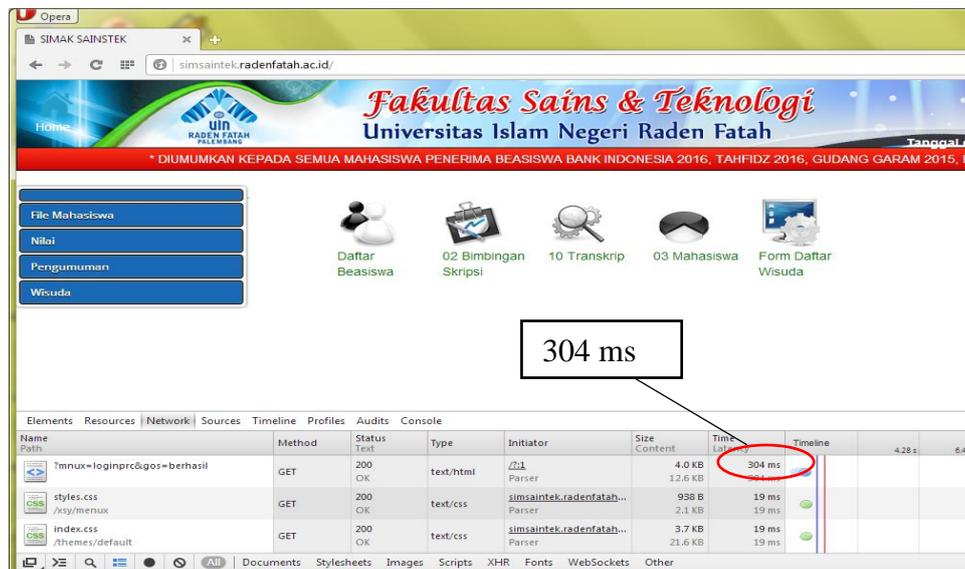 Opera
SIMAK SAINSTEK
simsaintek.radenfatah.ac.id/
Home
uin
RADEN FATAH
PALEMBANG
Fakultas Sains & Teknologi
Universitas Islam Negeri Raden Fatah
Tanggal
* DIUMUMKAN KEPADA SEMUA MAHASISWA PENERIMA BEASISWA BANK INDONESIA 2016, TAHFIDZ 2016, GUDANG GARAM 2015,
File Mahasiswa
Nilai
Pengumuman
Wisuda
Daftar Beasiswa
02 Bimbingan Skripsi
10 Transkrip
03 Mahasiswa
Form Daftar Wisuda
304 ms
Elements Resources Network Sources Timeline Profiles Audits Console
Name Method Status Type Initiator Size Time Timeline
Path Text Content Latency 4.28 s 6.4
?mnux=loginprc&gos=berhasil GET 200 text/html /?:1 4.0 KB 304 ms
OK Parser 12.6 KB 304 ms
styles.css GET 200 text/css simsaintek.radenfatah... 938 B 19 ms
/xsy/menux OK Parser 2.1 KB 19 ms
index.css GET 200 text/css simsaintek.radenfatah... 3.7 KB 19 ms
/themes/default OK Parser 21.6 KB 19 ms
All Documents Stylesheets Images Scripts XHR Fonts WebSockets Other